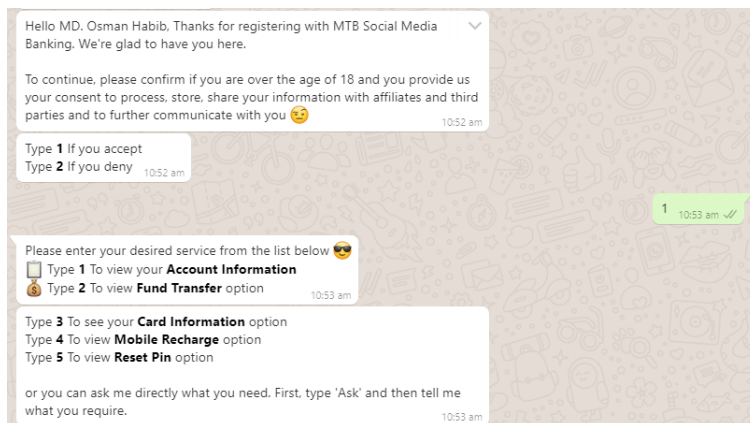 Hello MD. Osman Habib, Thanks for registering with MTB Social Media
Banking. We're glad to have you here.
To continue, please confirm if you are over the age of 18 and you provide us
your consent to process, store, share your information with affiliates and third
parties and to further communicate with you 🤨
10:52 am
Type 1 If you accept
Type 2 If you deny 10:52 am
1 10:53 am
Please enter your desired service from the list below 😎
📋 Type 1 To view your Account Information
💰 Type 2 To view Fund Transfer option
10:53 am
Type 3 To see your Card Information option
Type 4 To view Mobile Recharge option
Type 5 To view Reset Pin option
or you can ask me directly what you need. First, type 'Ask' and then tell me
what you require.
10:53 am